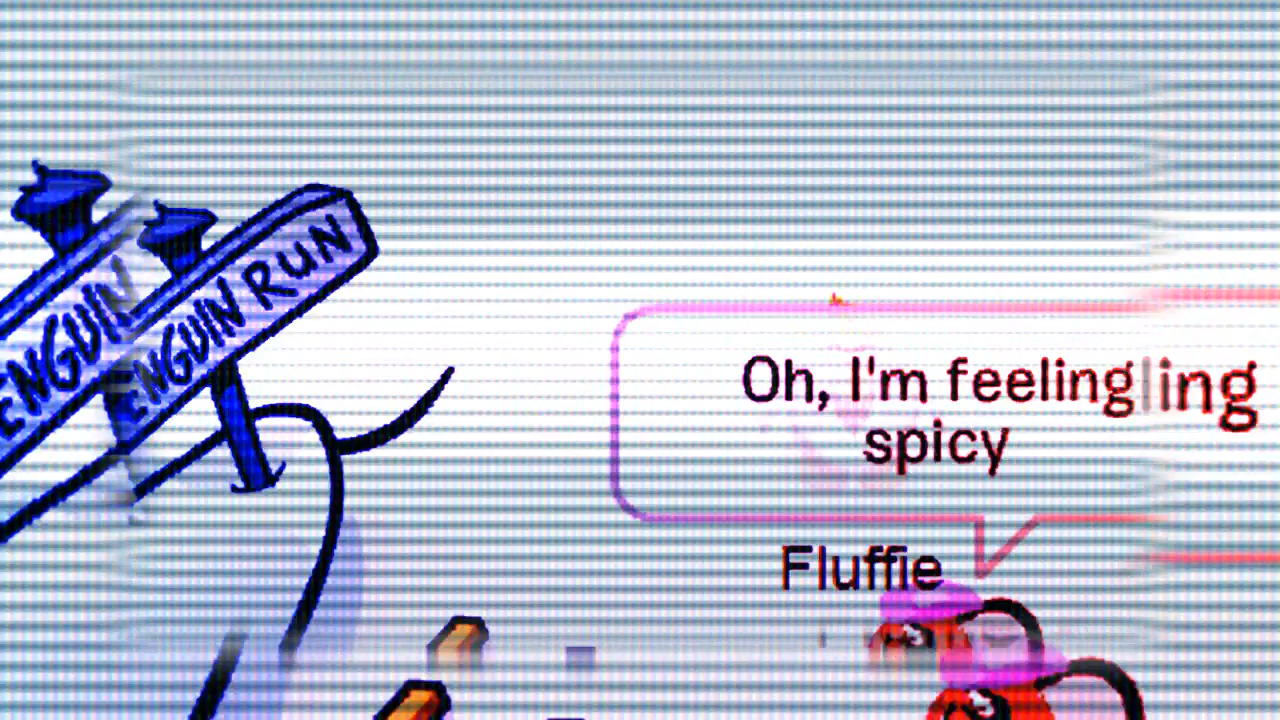 ENGUIN
ENGUIN RUN
Oh, I'm feelingling
spicy
Fluffie